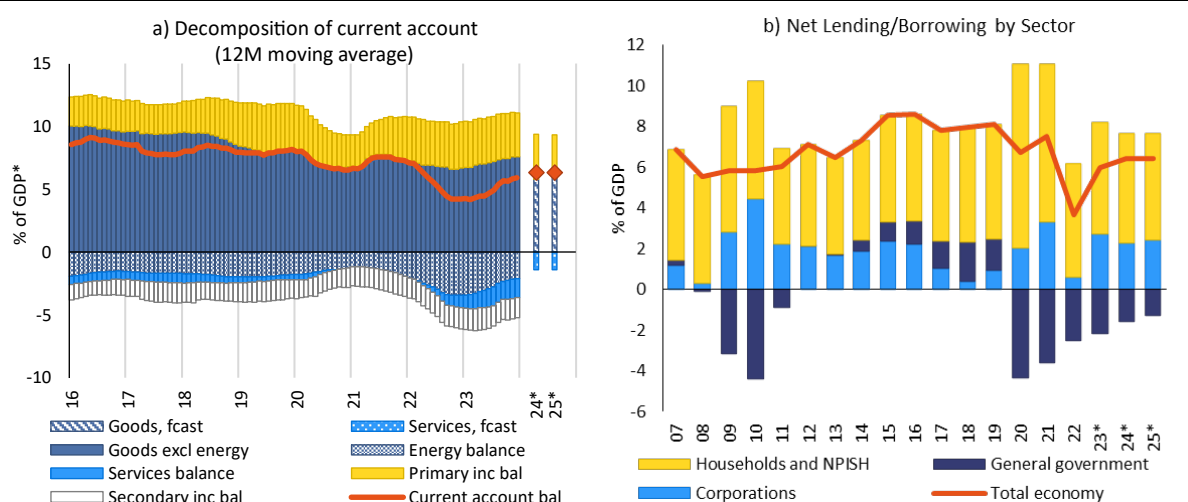 a) Decomposition of current account
(12M moving average)
15
10
5
0
-5
-10
% of GDP*
16
17
18
19
20
21
22
23
24*
25*
Goods, fcast
Services, fcast
Goods excl energy
Energy balance
Services balance
Primary inc bal
Secondary inc bal
Current account bal
b) Net Lending/Borrowing by Sector
12
10
8
6
4
2
0
-2
-4
-6
% of GDP
07
08
09
10
11
12
13
14
15
16
17
18
19
20
21
22
23*
24*
25*
Households and NPISH
General government
Corporations
Total economy